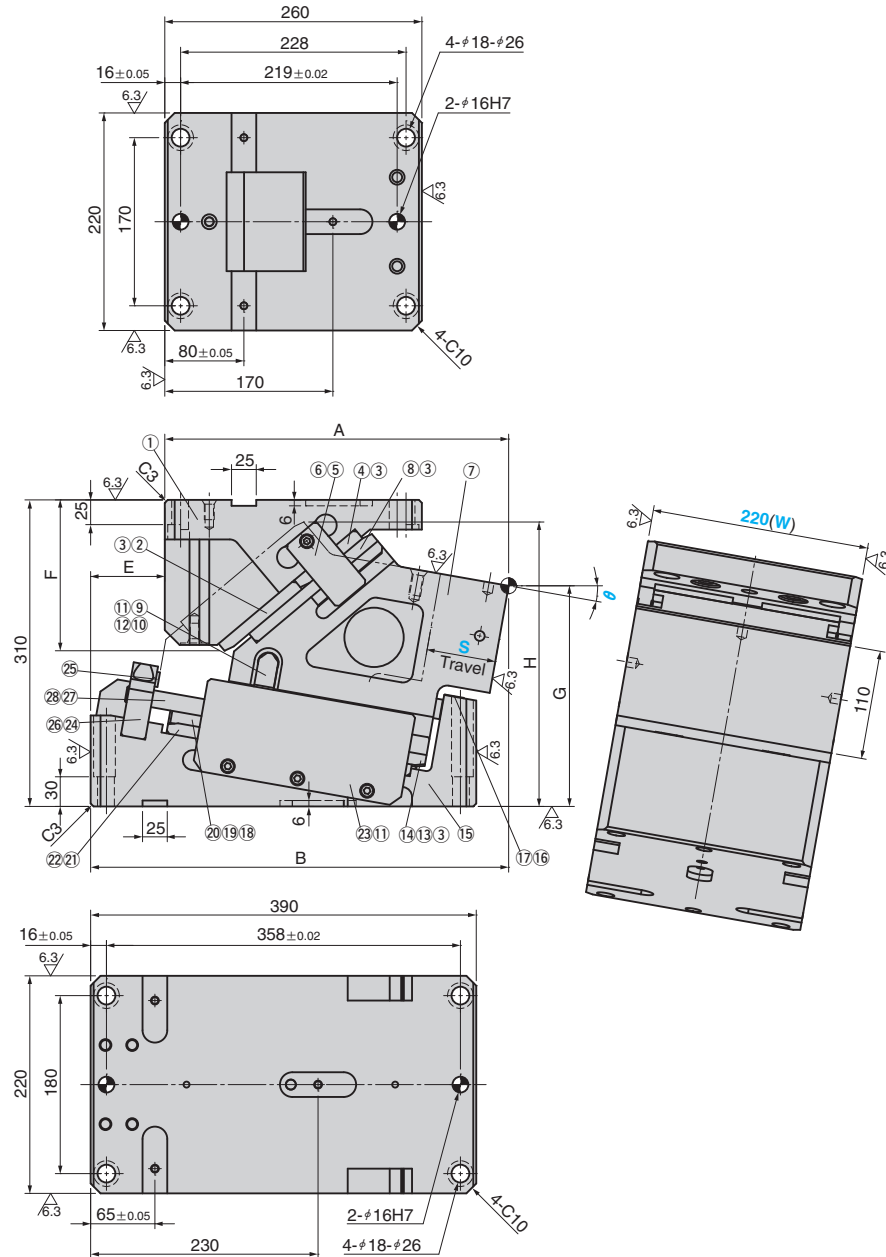 260
228
4-φ18-φ26
16±0.05
219±0.02
2-φ16H7
6.3
6.3
220
170
6.3
80±0.05
4-C10
6.3
170
A
① 25 ⑥⑤ ④③ ⑧③ ⑦
C3
6.3
25
6
6.3
220(W)
6.3
6.3
③②
F
E
θ
⑪⑨
⑫⑩
S
Travel
310
H
G
110
6.3
㉕
㉘㉗
㉖㉔
6.3
6.3
30
C3
25
6
6.3
㉒㉑
⑳⑲⑱
㉓⑪
⑭⑬③
⑮
⑰⑯
B
390
16±0.05
358±0.02
6.3
220
180
6.3
65±0.05
2-φ16H7
4-C10
230
4-φ18-φ26